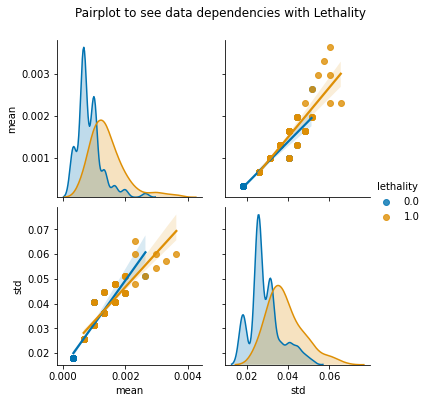 Pairplot to see data dependencies with Lethality
0.003
0.002
0.001
mean
lethality
0.0
1.0
0.07
0.06
0.05
0.04
0.03
0.02
std
0.000 0.002 0.004
mean
0.02 0.04 0.06
std